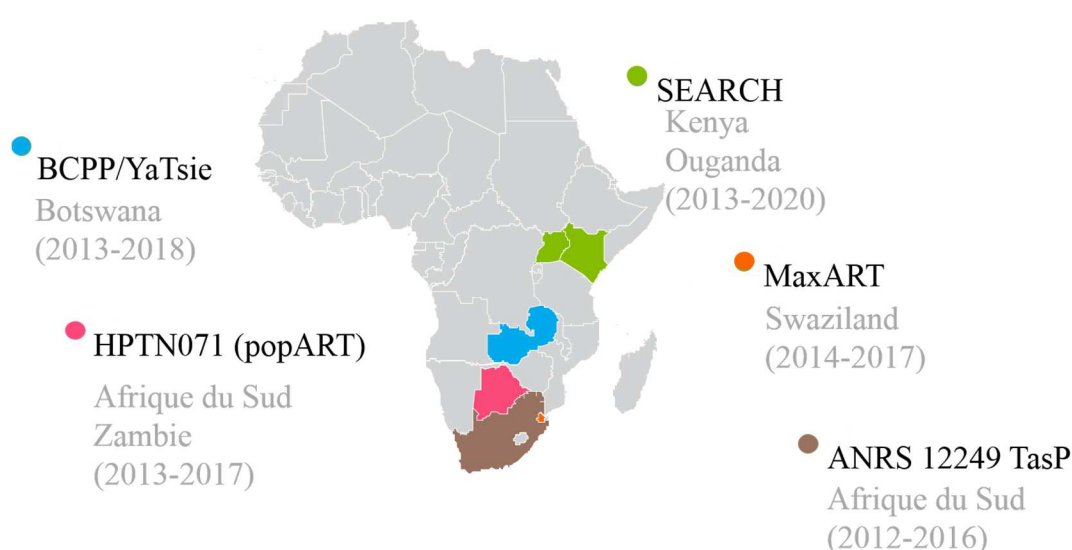 SEARCH
Kenya
Ouganda
(2013-2020)
BCPP/YaTsie
Botswana
(2013-2018)
MaxART
Swaziland
(2014-2017)
HPTN071 (popART)
Afrique du Sud
Zambie
(2013-2017)
ANRS 12249 TasP
Afrique du Sud
(2012-2016)